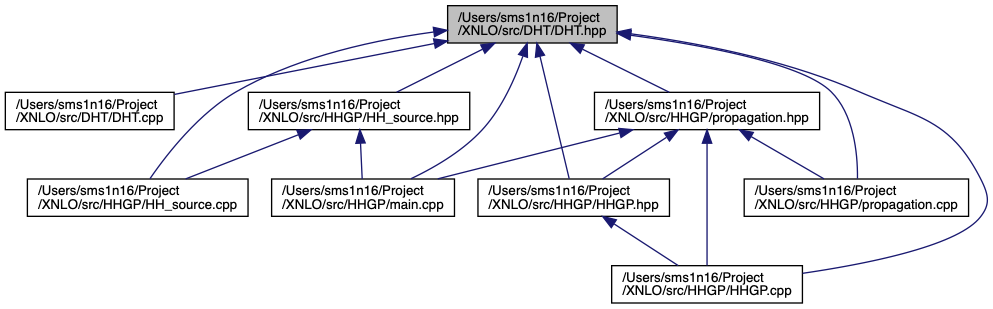 /Users/sms1n16/Project
/XNLO/src/DHT/DHT.hpp
/Users/sms1n16/Project
/XNLO/src/DHT/DHT.cpp
/Users/sms1n16/Project
/XNLO/src/HHGP/HH_source.hpp
/Users/sms1n16/Project
/XNLO/src/HHGP/propagation.hpp
/Users/sms1n16/Project
/XNLO/src/HHGP/HH_source.cpp
/Users/sms1n16/Project
/XNLO/src/HHGP/main.cpp
/Users/sms1n16/Project
/XNLO/src/HHGP/HHGP.hpp
/Users/sms1n16/Project
/XNLO/src/HHGP/propagation.cpp
/Users/sms1n16/Project
/XNLO/src/HHGP/HHGP.cpp